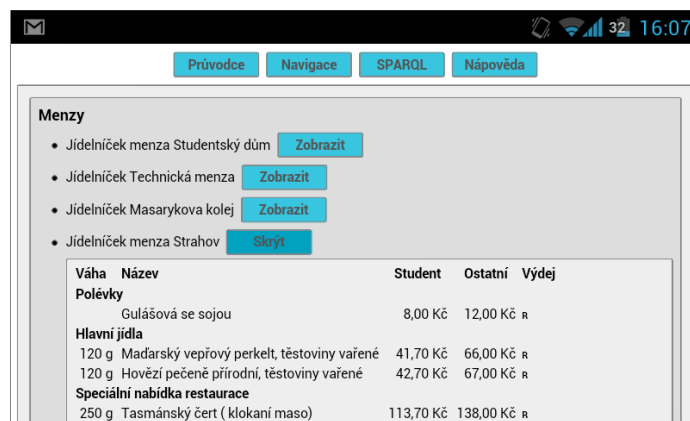 32 16:07
Průvodce Navigace SPARQL Nápověda
Menzy
Jídelníček menza Studentský dům Zobrazit
Jídelníček Technická menza Zobrazit
Jídelníček Masarykova kolej Zobrazit
Jídelníček menza Strahov Skrýt
Váha Název Student Ostatní Výdej
Polévky
Gulášová se sojou 8,00 Kč 12,00 Kč R
Hlavní jídla
120 g Maďarský vepřový perkelt, těstoviny vařené 41,70 Kč 66,00 Kč R
120 g Hovězí pečeně přírodní, těstoviny vařené 42,70 Kč 67,00 Kč R
Speciální nabídka restaurace
250 g Tasmánský čert ( klokaní maso) 113,70 Kč 138,00 Kč R